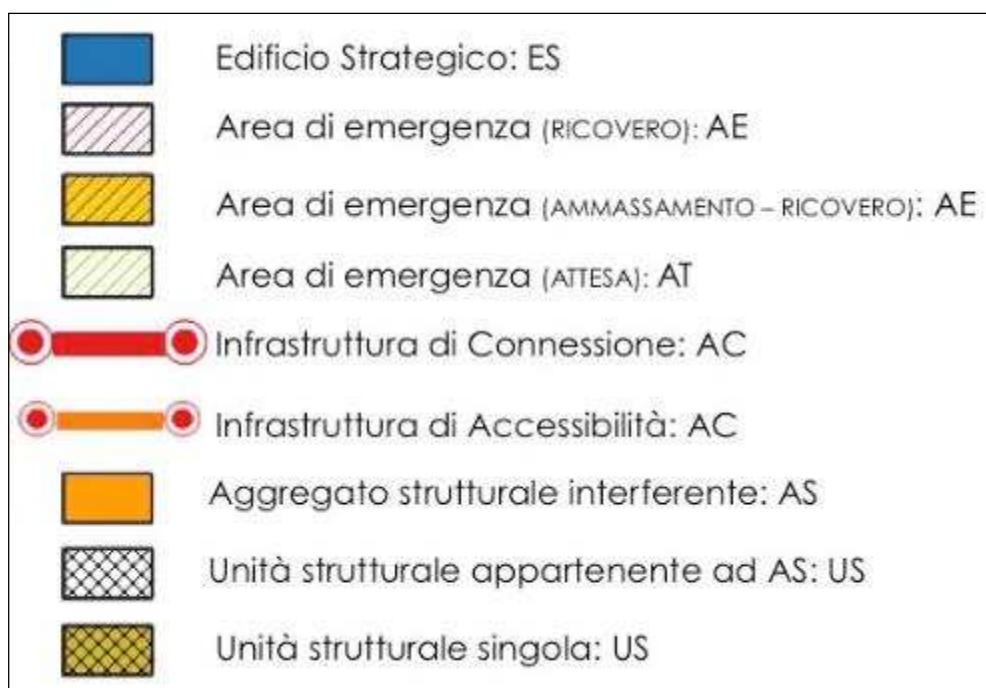 Edificio Strategico: ES
Area di emergenza (RICOVERO): AE
Area di emergenza (AMMASSAMENTO – RICOVERO): AE
Area di emergenza (ATTESA): AT
Infrastruttura di Connessione: AC
Infrastruttura di Accessibilità: AC
Aggregato strutturale interferente: AS
Unità strutturale appartenente ad AS: US
Unità strutturale singola: US